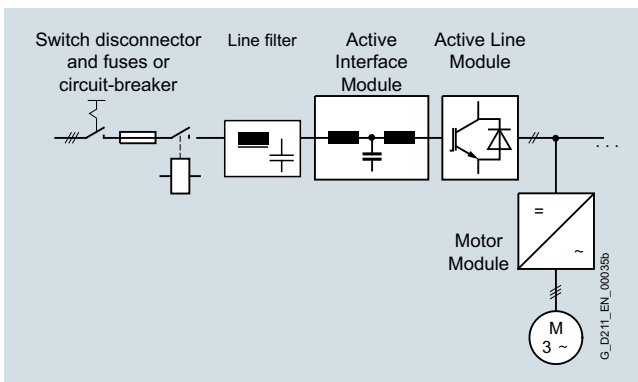 Switch disconnector
and fuses or
circuit-breaker
Line filter
Active
Interface
Module
Active Line
Module
. . .
Motor
Module
=
~
M
3 ~
G_D211_EN_00035b